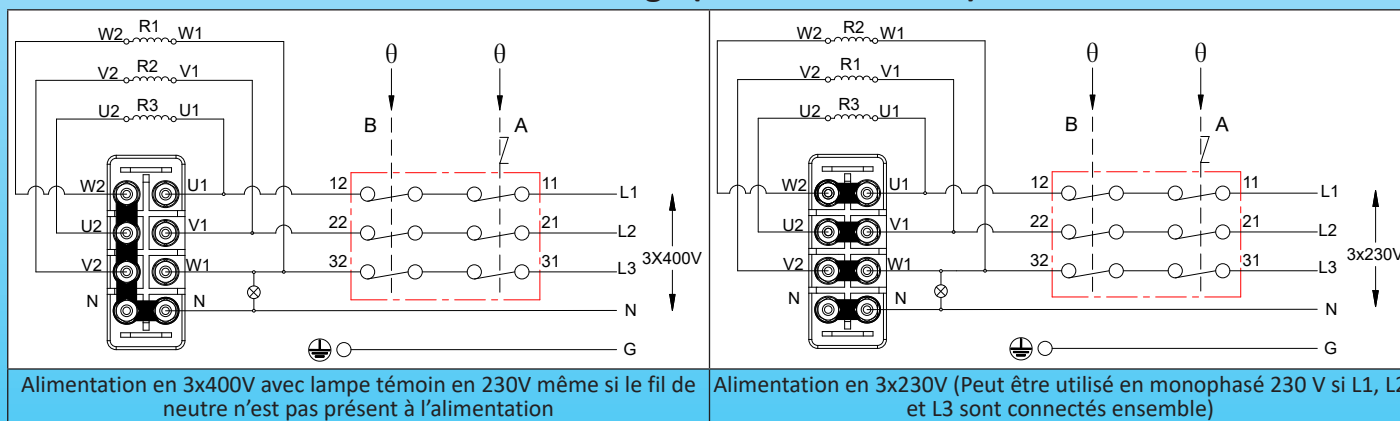 W2 R1 W1
V2 R2 V1
U2 R3 U1
θ θ
B A
W2 U1 12 11 L1
U2 V1 22 21 L2
V2 W1 32 31 L3
3X400V
N N N
G
Alimentation en 3x400V avec lampe témoin en 230V même si le fil de
neutre n'est pas présent à l'alimentation
W2 R2 W1
V2 R1 V1
U2 R3 U1
θ θ
B A
W2 U1 12 11 L1
U2 V1 22 21 L2
V2 W1 32 31 L3
3x230V
N N N
G
Alimentation en 3x230V (Peut être utilisé en monophasé 230 V si L1, L2
et L3 sont connectés ensemble)